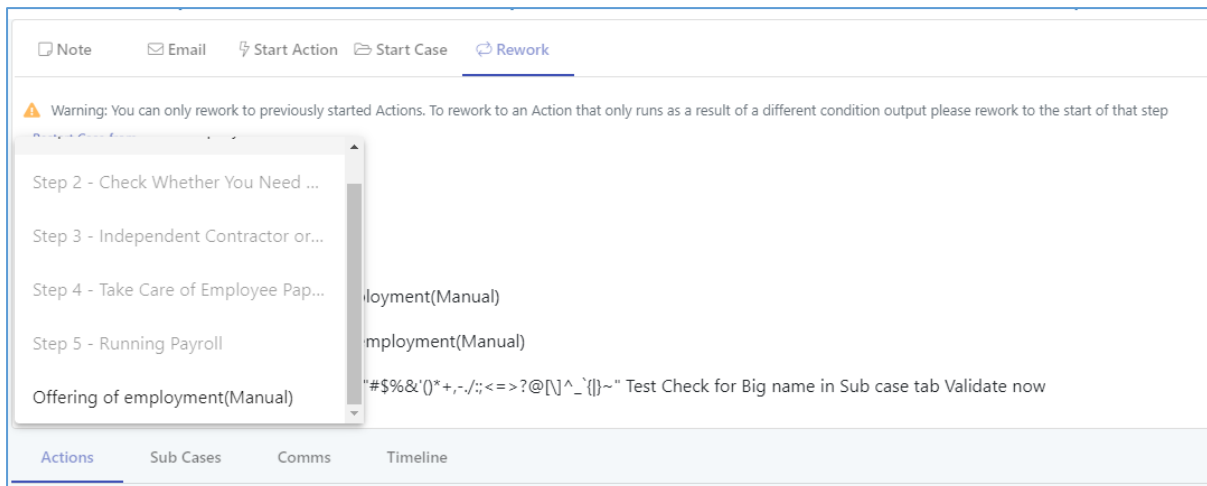 Note Email Start Action Start Case Rework
Warning: You can only rework to previously started Actions. To rework to an Action that only runs as a result of a different condition output please rework to the start of that step
Step 2 - Check Whether You Need ...
Step 3 - Independent Contractor or...
Step 4 - Take Care of Employee Pap...
loyment(Manual)
Step 5 - Running Payroll
mployment(Manual)
"#$%&'()*+,-./:;<=>?@[\]^_`{|}~" Test Check for Big name in Sub case tab Validate now
Offering of employment(Manual)
Actions Sub Cases Comms Timeline